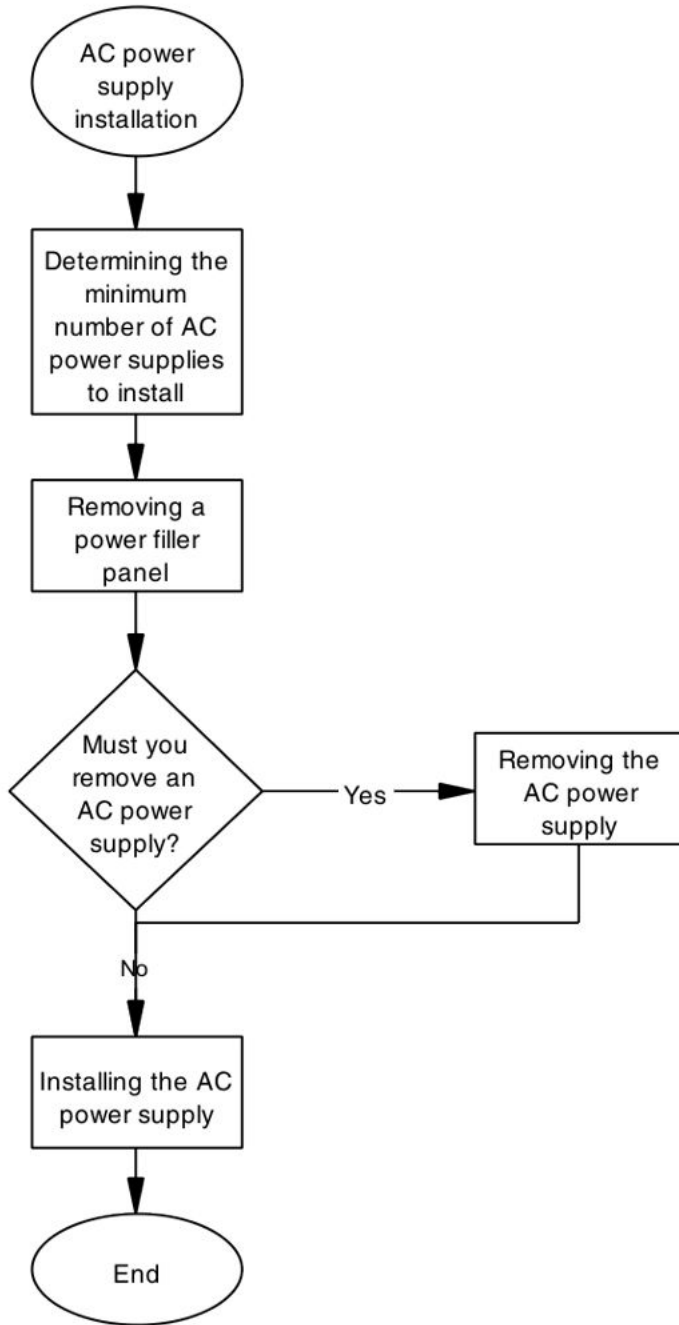 AC power
supply
installation
Determining the
minimum
number of AC
power supplies
to install
Removing a
power filler
panel
Must you
remove an
AC power
supply?
Yes
Removing the
AC power
supply
No
Installing the AC
power supply
End